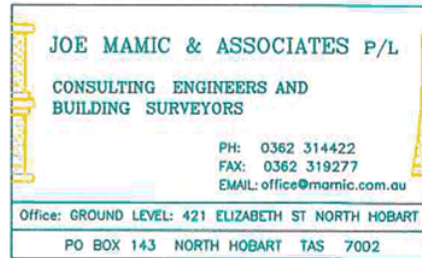 JOE MAMIC & ASSOCIATES P/L
CONSULTING ENGINEERS AND
BUILDING SURVEYORS
PH: 0362 314422
FAX: 0362 319277
EMAIL: office@mamic.com.au
Office: GROUND LEVEL: 421 ELIZABETH ST NORTH HOBART
PO BOX 143 NORTH HOBART TAS 7002